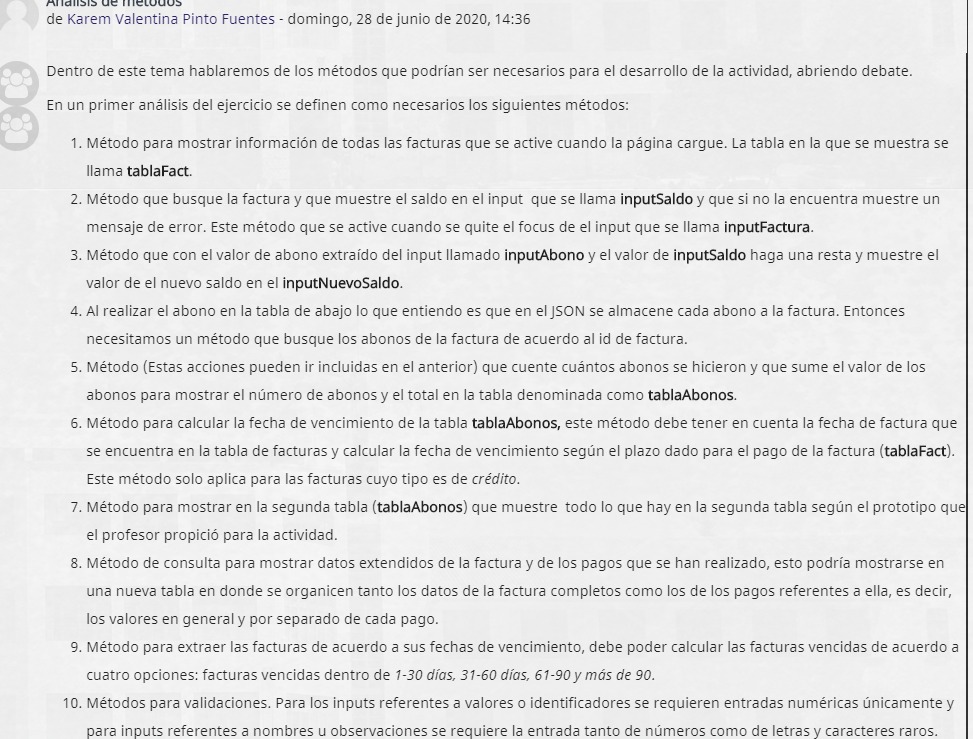 Análisis de métodos
de Karem Valentina Pinto Fuentes - domingo, 28 de junio de 2020, 14:36
Dentro de este tema hablaremos de los métodos que podrían ser necesarios para el desarrollo de la actividad, abriendo debate.
En un primer análisis del ejercicio se definen como necesarios los siguientes métodos:
1. Método para mostrar información de todas las facturas que se active cuando la página cargue. La tabla en la que se muestra se
llama tablaFact.
2. Método que busque la factura y que muestre el saldo en el input que se llama inputSaldo y que si no la encuentra muestre un
mensaje de error. Este método que se active cuando se quite el focus de el input que se llama inputFactura.
3. Método que con el valor de abono extraído del input llamado inputAbono y el valor de inputSaldo haga una resta y muestre el
valor de el nuevo saldo en el inputNuevoSaldo.
4. Al realizar el abono en la tabla de abajo lo que entiendo es que en el JSON se almacene cada abono a la factura. Entonces
necesitamos un método que busque los abonos de la factura de acuerdo al id de factura.
5. Método (Estas acciones pueden ir incluidas en el anterior) que cuente cuántos abonos se hicieron y que sume el valor de los
abonos para mostrar el número de abonos y el total en la tabla denominada como tablaAbonos.
6. Método para calcular la fecha de vencimiento de la tabla tablaAbonos, este método debe tener en cuenta la fecha de factura que
se encuentra en la tabla de facturas y calcular la fecha de vencimiento según el plazo dado para el pago de la factura (tablaFact).
Este método solo aplica para las facturas cuyo tipo es de crédito.
7. Método para mostrar en la segunda tabla (tablaAbonos) que muestre todo lo que hay en la segunda tabla según el prototipo que
el profesor propició para la actividad.
8. Método de consulta para mostrar datos extendidos de la factura y de los pagos que se han realizado, esto podría mostrarse en
una nueva tabla en donde se organicen tanto los datos de la factura completos como los de los pagos referentes a ella, es decir,
los valores en general y por separado de cada pago.
9. Método para extraer las facturas de acuerdo a sus fechas de vencimiento, debe poder calcular las facturas vencidas de acuerdo a
cuatro opciones: facturas vencidas dentro de 1-30 días, 31-60 días, 61-90 y más de 90.
10. Métodos para validaciones. Para los inputs referentes a valores o identificadores se requieren entradas numéricas únicamente y
para inputs referentes a nombres u observaciones se requiere la entrada tanto de números como de letras y caracteres raros.